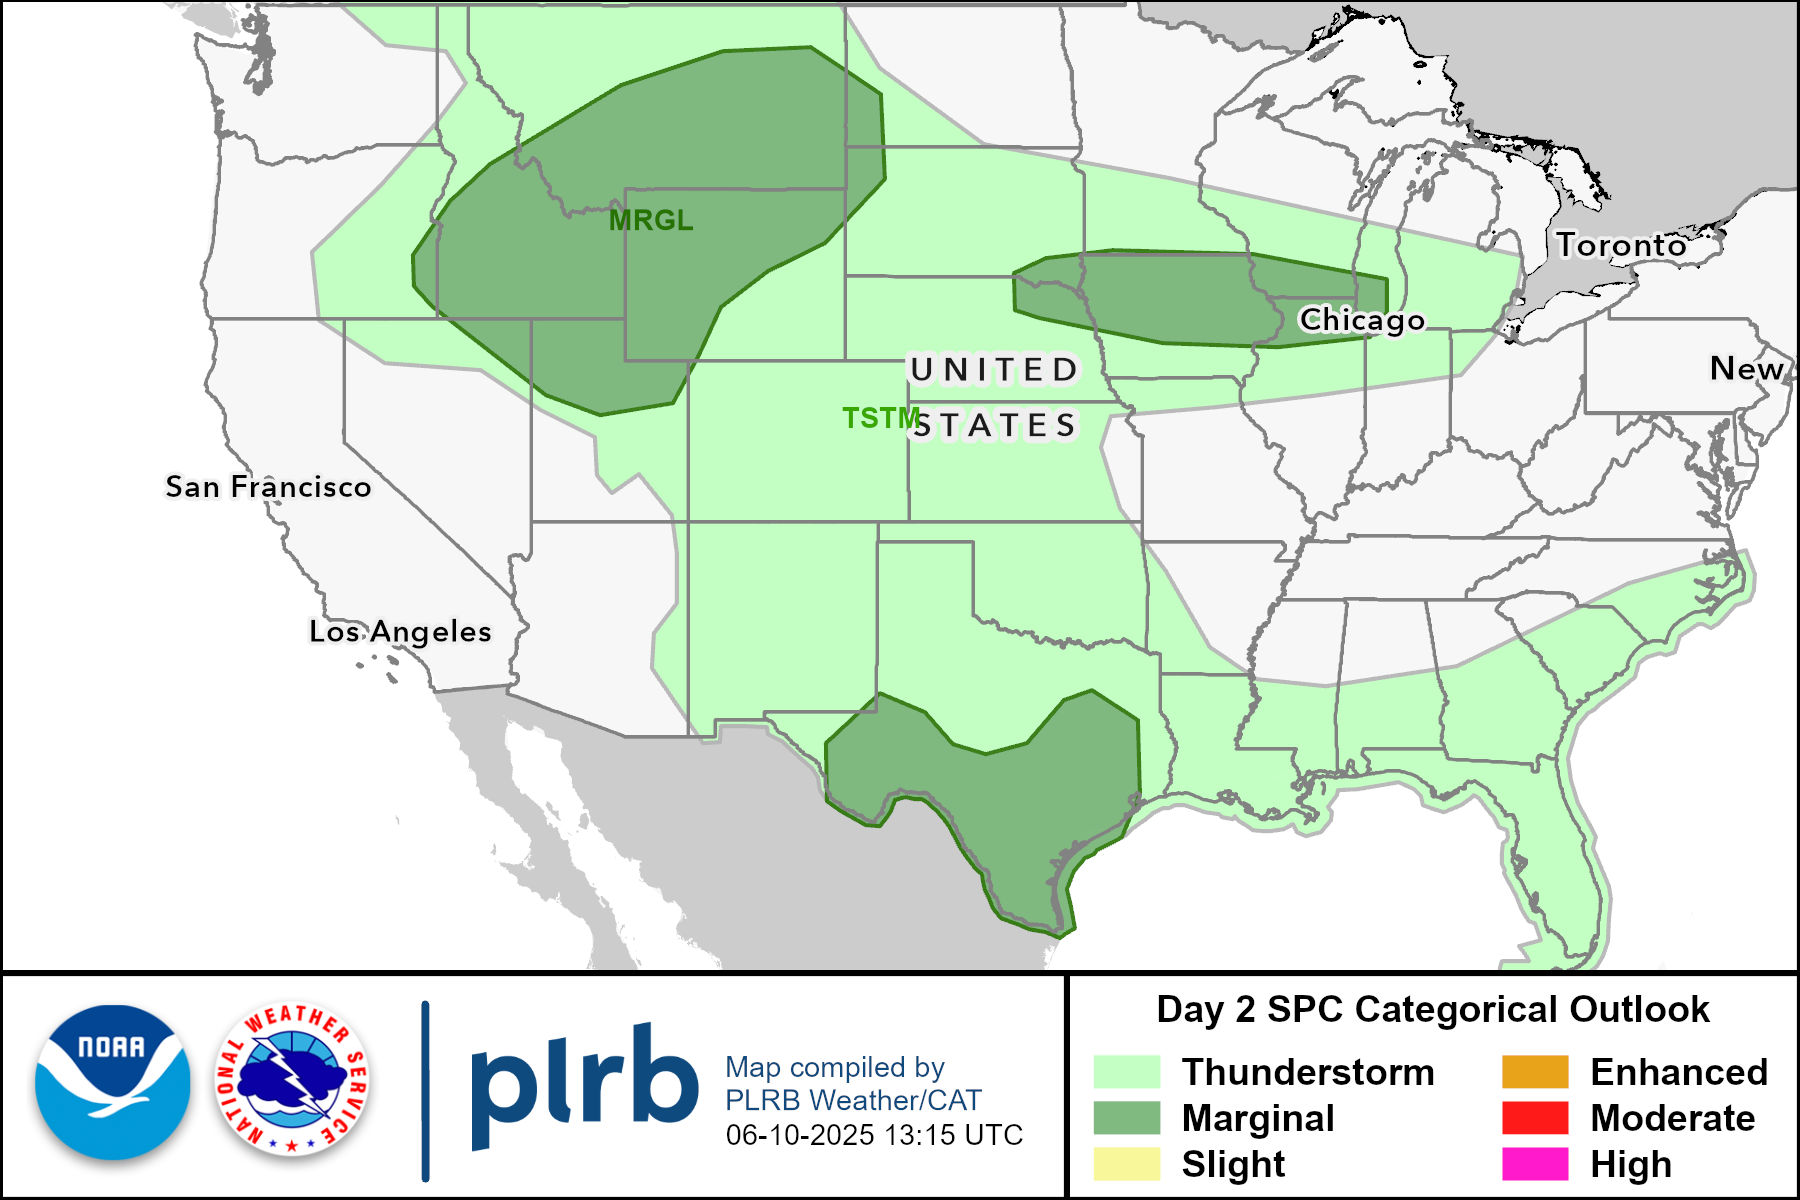 MRGL
Toronto
Chicago
UNITED
New
TSTM
STATES
San Francisco
Los Angeles
NOAA
NATIONAL WEATHER SERVICE
plrb
Map compiled by
PLRB Weather/CAT
06-10-2025 13:15 UTC
Day 2 SPC Categorical Outlook
Thunderstorm
Marginal
Slight
Enhanced
Moderate
High